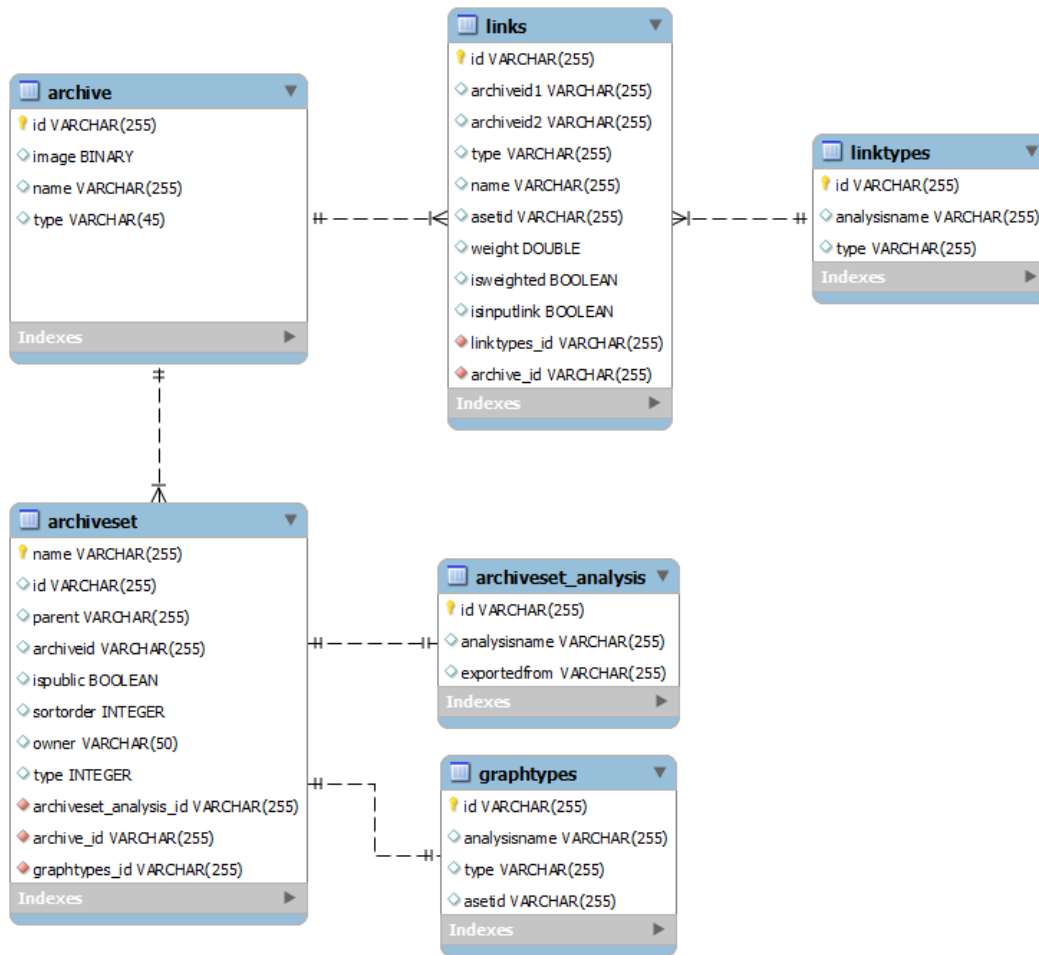 links
id VARCHAR(255)
archiveid1 VARCHAR(255)
archiveid2 VARCHAR(255)
type VARCHAR(255)
name VARCHAR(255)
asetid VARCHAR(255)
weight DOUBLE
isweighted BOOLEAN
isinputlink BOOLEAN
linktypes_id VARCHAR(255)
archive_id VARCHAR(255)
Indexes
archive
id VARCHAR(255)
image BINARY
name VARCHAR(255)
type VARCHAR(45)
Indexes
linktypes
id VARCHAR(255)
analysisname VARCHAR(255)
type VARCHAR(255)
Indexes
archiveset
name VARCHAR(255)
id VARCHAR(255)
parent VARCHAR(255)
archiveid VARCHAR(255)
ispublic BOOLEAN
sortorder INTEGER
owner VARCHAR(50)
type INTEGER
archiveset_analysis_id VARCHAR(255)
archive_id VARCHAR(255)
graphtypes_id VARCHAR(255)
Indexes
archiveset_analysis
id VARCHAR(255)
analysisname VARCHAR(255)
exportedfrom VARCHAR(255)
Indexes
graphtypes
id VARCHAR(255)
analysisname VARCHAR(255)
type VARCHAR(255)
asetid VARCHAR(255)
Indexes